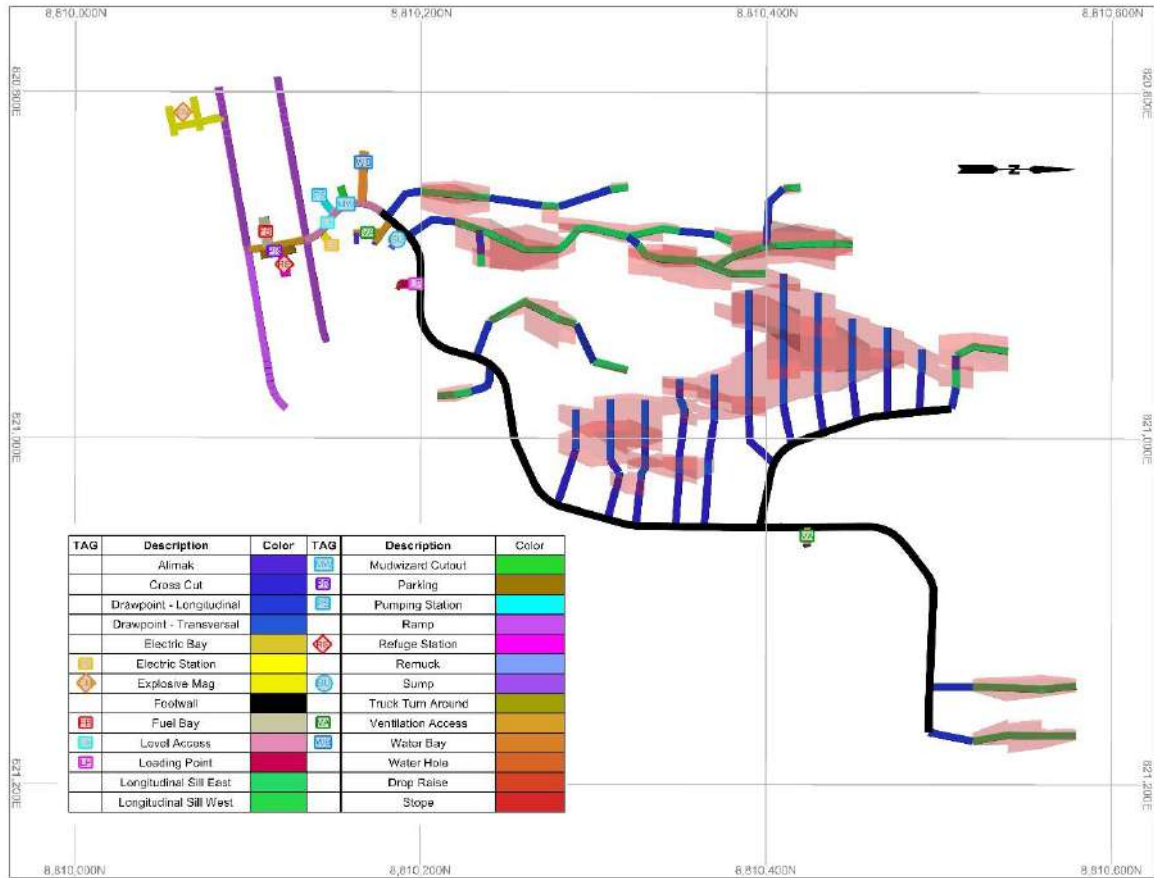 8,810,000N 8,810,200N 8,810,400N 8,810,600N
820,800E 820,800E
N
821,000E 821,000E
TAG Description Color TAG Description Color
Alimak Mudwizard Cutout
Cross Cut Parking
Drawpoint - Longitudinal Pumping Station
Drawpoint - Transversal Ramp
Electric Bay Refuge Station
Electric Station Remuck
Explosive Mag Sump
Footwall Truck Turn Around
Fuel Bay Ventilation Access
Level Access Water Bay
Loading Point Water Hole
Longitudinal Sill East Drop Raise
Longitudinal Sill West Stope
821,200E 821,200E
8,810,000N 8,810,200N 8,810,400N 8,810,600N